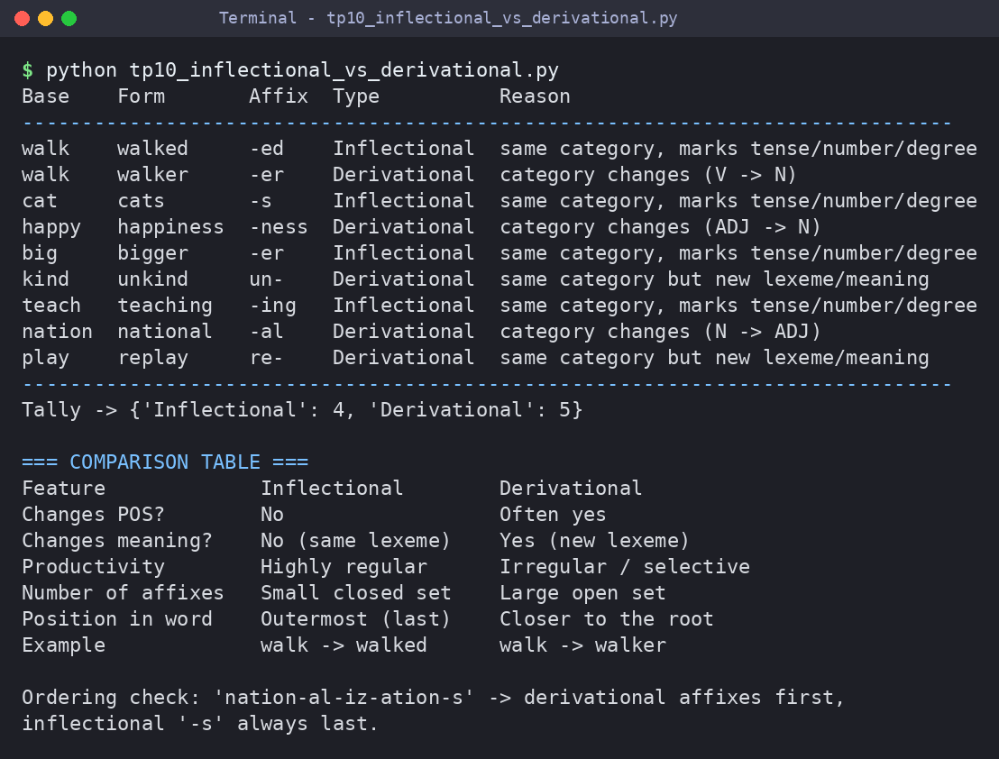 Terminal - tp10_inflectional_vs_derivational.py
$ python tp10_inflectional_vs_derivational.py
Base    Form       Affix  Type          Reason
------------------------------------------------------------------------------
walk    walked     -ed    Inflectional  same category, marks tense/number/degree
walk    walker     -er    Derivational  category changes (V -> N)
cat     cats       -s     Inflectional  same category, marks tense/number/degree
happy   happiness  -ness  Derivational  category changes (ADJ -> N)
big     bigger     -er    Inflectional  same category, marks tense/number/degree
kind    unkind     un-    Derivational  same category but new lexeme/meaning
teach   teaching   -ing   Inflectional  same category, marks tense/number/degree
nation  national   -al    Derivational  category changes (N -> ADJ)
play    replay     re-    Derivational  same category but new lexeme/meaning
------------------------------------------------------------------------------
Tally -> {'Inflectional': 4, 'Derivational': 5}
=== COMPARISON TABLE ===
Feature             Inflectional        Derivational
Changes POS?        No                  Often yes
Changes meaning?    No (same lexeme)    Yes (new lexeme)
Productivity        Highly regular      Irregular / selective
Number of affixes   Small closed set    Large open set
Position in word    Outermost (last)    Closer to the root
Example             walk -> walked      walk -> walker
Ordering check: 'nation-al-iz-ation-s' -> derivational affixes first,
inflectional '-s' always last.